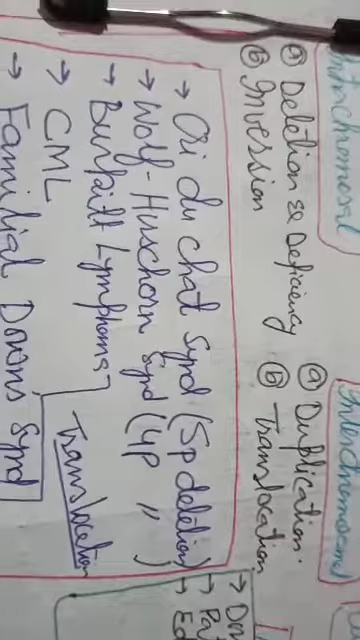 Intrachromosomal
ⓐ Deletion or Deficiency
ⓑ Inversion
Interchromosomal
ⓐ Duplication.
ⓑ Translocation
→ Cri du chat Synd (5p deletion)
→ Wolf-Hirschorn Synd (4P " )
→ Burkitt Lymphoma
→ CML
→ Familial Downs Synd
Translocation